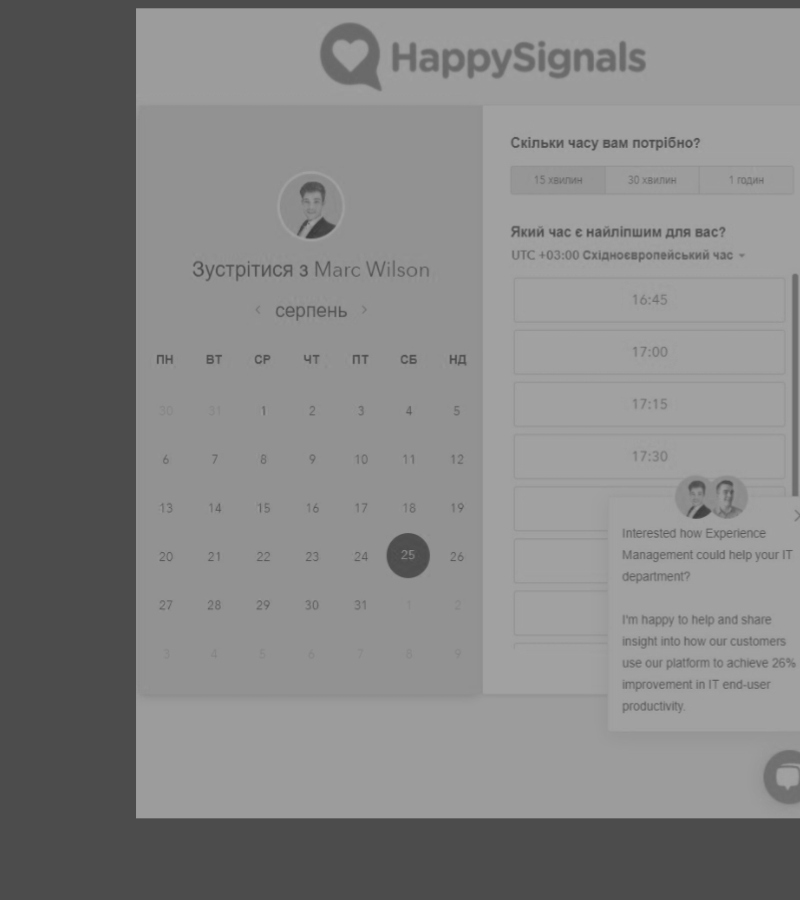 HappySignals
Зустрітися з Marc Wilson
серпень
ПН ВТ СР ЧТ ПТ СБ НД
30 31 1 2 3 4 5
6 7 8 9 10 11 12
13 14 15 16 17 18 19
20 21 22 23 24 25 26
27 28 29 30 31 1 2
3 4 5 6 7 8 9
Скільки часу вам потрібно?
15 хвилин 30 хвилин 1 годин
Який час є найліпшим для вас?
UTC +03:00 Східноєвропейський час
16:45
17:00
17:15
17:30
Interested how Experience
Management could help your IT
department?
I'm happy to help and share
insight into how our customers
use our platform to achieve 26%
improvement in IT end-user
productivity.